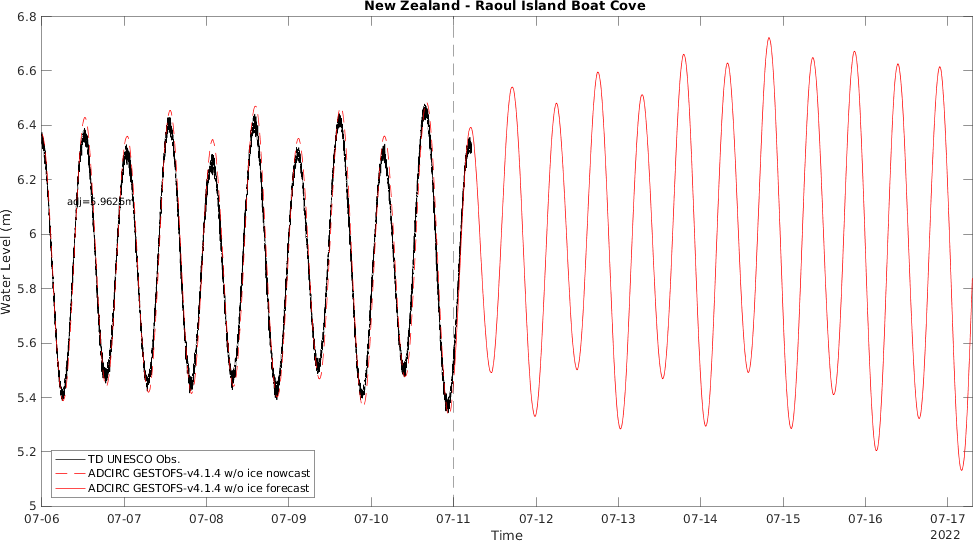 New Zealand - Raoul Island Boat Cove
6.8
6.6
6.4
6.2
6
5.8
5.6
5.4
5.2
5
Water Level (m)
adj=5.9625m
TD UNESCO Obs.
ADCIRC GESTOFS-v4.1.4 w/o ice nowcast
ADCIRC GESTOFS-v4.1.4 w/o ice forecast
07-06 07-07 07-08 07-09 07-10 07-11 07-12 07-13 07-14 07-15 07-16 07-17
2022
Time